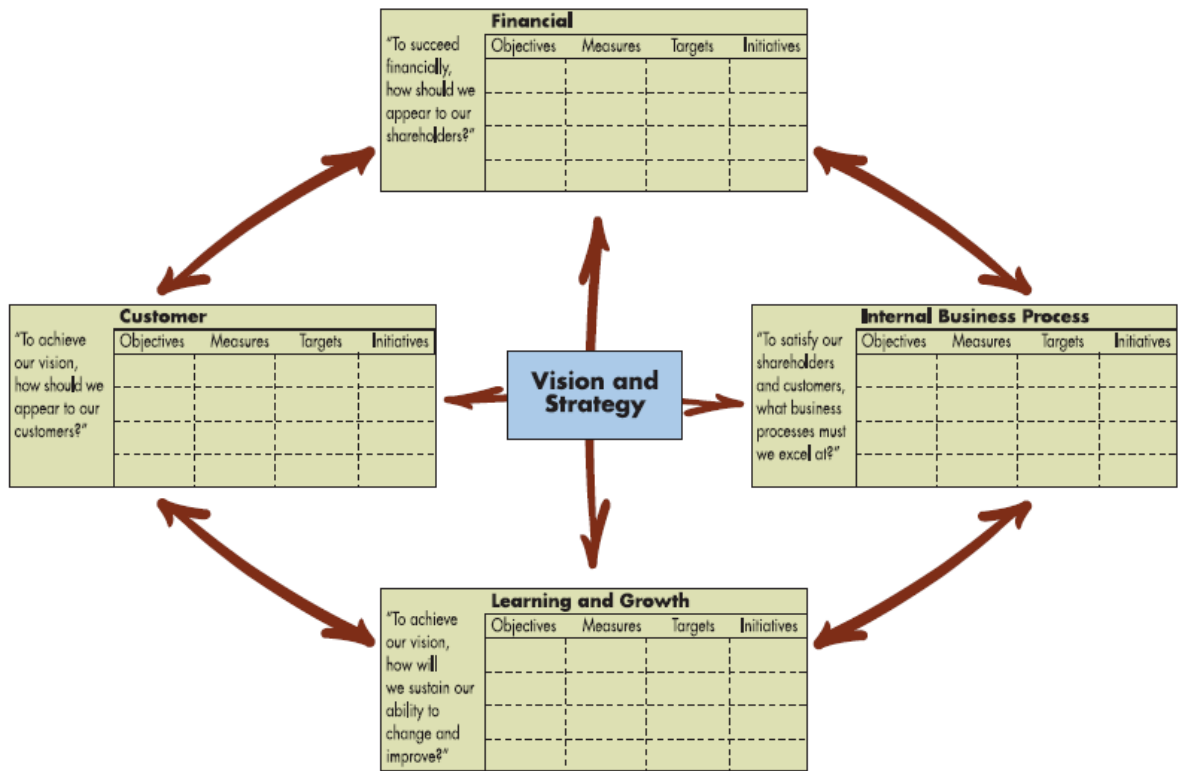 Financial
"To succeed
financially,
how should we
appear to our
shareholders?"
Objectives Measures Targets Initiatives
Customer
"To achieve
our vision,
how should we
appear to our
customers?"
Objectives Measures Targets Initiatives
Vision and
Strategy
Internal Business Process
"To satisfy our
shareholders
and customers,
what business
processes must
we excel at?"
Objectives Measures Targets Initiatives
Learning and Growth
"To achieve
our vision,
how will
we sustain our
ability to
change and
improve?"
Objectives Measures Targets Initiatives